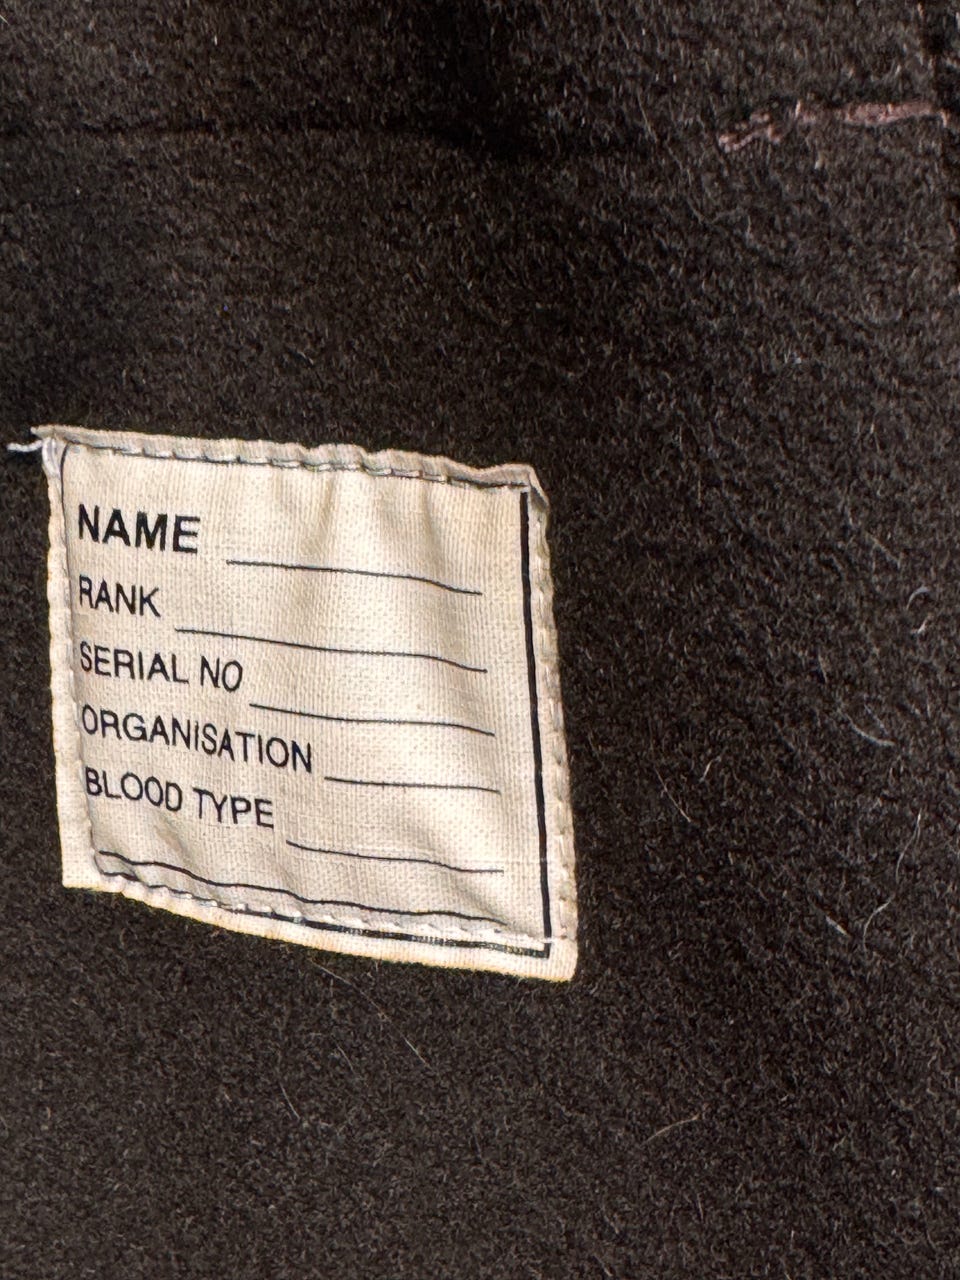 NAME
RANK
SERIAL NO
ORGANISATION
BLOOD TYPE